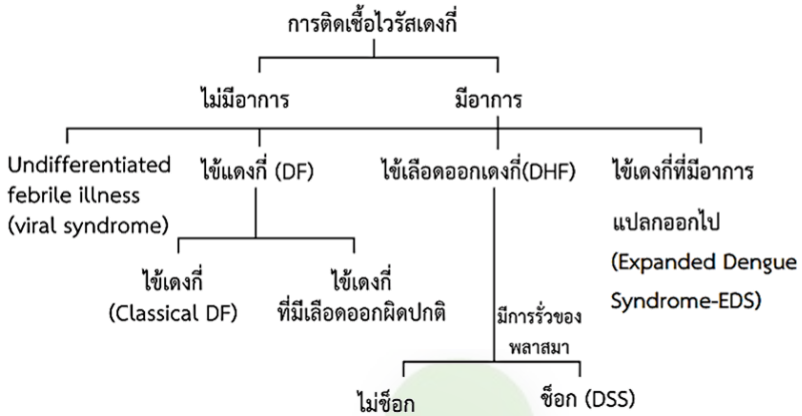 การติดเชื้อไวรัสเดงกี่
ไม่มีอาการ
มีอาการ
Undifferentiated
febrile illness
(viral syndrome)
ไข้แดงกี่ (DF)
ไข้เลือดออกเดงกี่(DHF)
ไข้เดงกี่ที่มีอาการ
แปลกออกไป
(Expanded Dengue
Syndrome-EDS)
ไข้เดงกี่
(Classical DF)
ไข้เดงกี่
ที่มีเลือดออกผิดปกติ
มีการรั่วของ
พลาสมา
ไม่ช็อก
ช็อก (DSS)